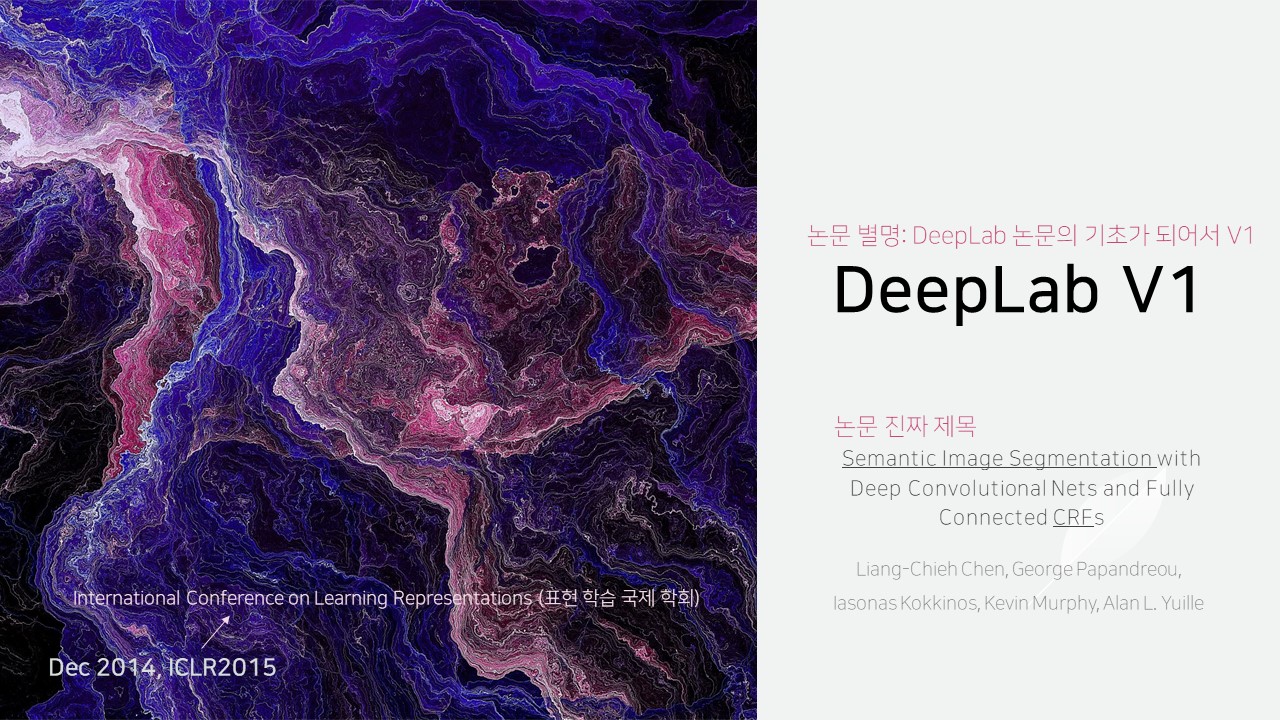 논문 별명: DeepLab 논문의 기초가 되어서 V1
DeepLab V1
논문 진짜 제목
Semantic Image Segmentation with
Deep Convolutional Nets and Fully
Connected CRFs
Liang-Chieh Chen, George Papandreou,
Iasonas Kokkinos, Kevin Murphy, Alan L. Yuille
International Conference on Learning Representations (표현 학습 국제 학회)
Dec 2014, ICLR2015